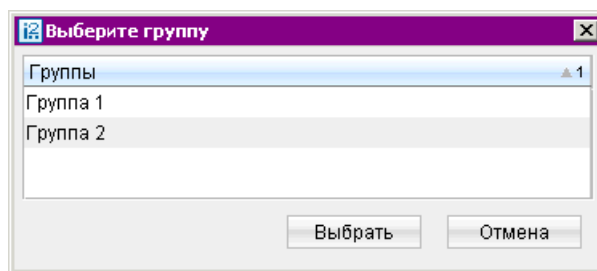 Выберите группу
Группы 1
Группа 1
Группа 2
Выбрать Отмена